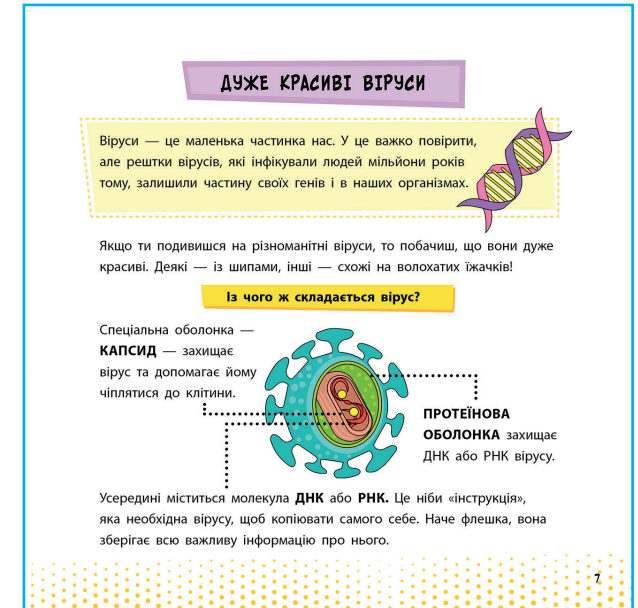 ДУЖЕ КРАСИВІ ВІРУСИ
Віруси — це маленька частинка нас. У це важко повірити,
але рештки вірусів, які інфікували людей мільйони років
тому, залишили частину своїх генів і в наших організмах.
Якщо ти подивишся на різноманітні віруси, то побачиш, що вони дуже
красиві. Деякі — із шипами, інші — схожі на волохатих їжачків!
Із чого ж складається вірус?
Спеціальна оболонка —
КАПСИД — захищає
вірус та допомагає йому
чіплятися до клітини.
ПРОТЕЇНОВА
ОБОЛОНКА захищає
ДНК або РНК вірусу.
Усередині міститься молекула ДНК або РНК. Це ніби «інструкція»,
яка необхідна вірусу, щоб копіювати самого себе. Наче флешка, вона
зберігає всю важливу інформацію про нього.
7